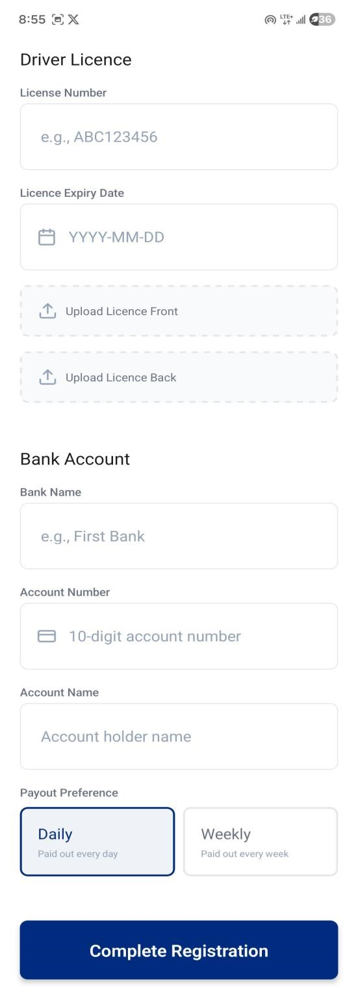 8:55 LTE+ 36
Driver Licence
License Number
e.g., ABC123456
Licence Expiry Date
YYYY-MM-DD
Upload Licence Front
Upload Licence Back
Bank Account
Bank Name
e.g., First Bank
Account Number
10-digit account number
Account Name
Account holder name
Payout Preference
Daily Weekly
Paid out every day Paid out every week
Complete Registration